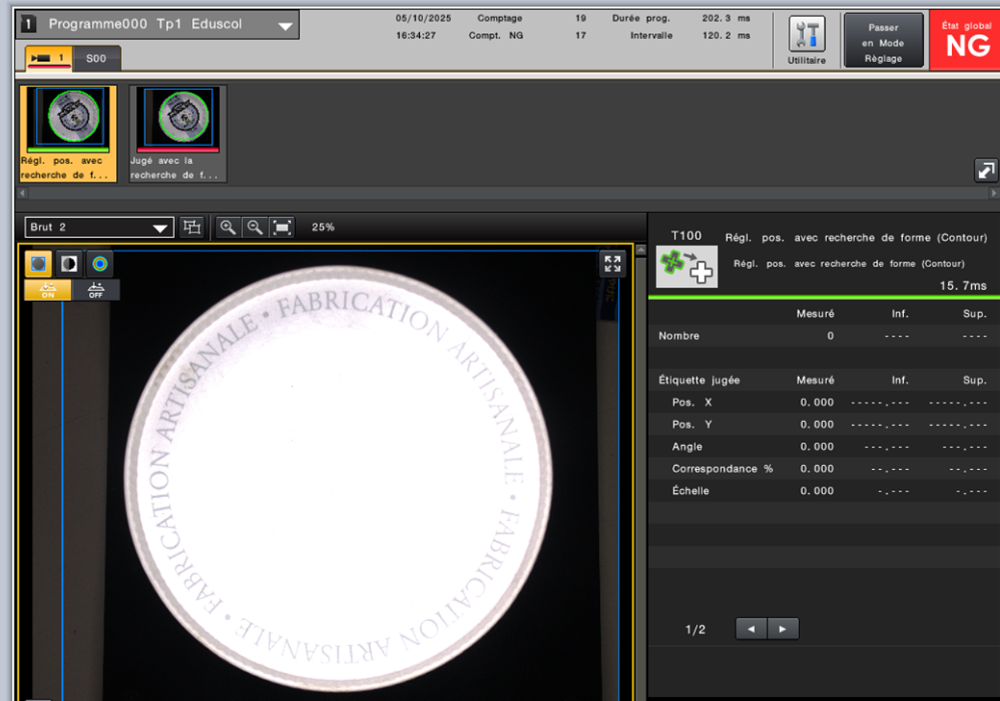 1 Programme000 Tp1 Eduscol
05/10/2025 Comptage 19 Durée prog. 202.3 ms
16:34:27 Compt. NG 17 Intervalle 120.2 ms
Utilitaire
Passer
en Mode
Règlage
État global
NG
1 S00
Régl. pos. avec
recherche de f...
Jugé avec la
recherche de f...
Brut 2
25%
ON OFF
FABRICATION ARTISANALE • FABRICATION ARTISANALE • FABRICATION ARTISANALE •
T100 Régl. pos. avec recherche de forme (Contour)
Régl. pos. avec recherche de forme (Contour)
15.7ms
Mesuré Inf. Sup.
Nombre 0 ---- ----
Étiquette jugée Mesuré Inf. Sup.
Pos. X 0.000 -----.--- -----.---
Pos. Y 0.000 -----.--- -----.---
Angle 0.000 ---.--- ---.---
Correspondance % 0.000 --.--- --.---
Échelle 0.000 -.--- -.---
1/2